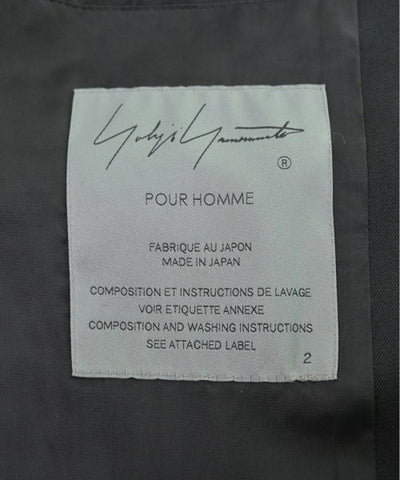 Yohji Yamamoto
®
POUR HOMME
FABRIQUE AU JAPON
MADE IN JAPAN
COMPOSITION ET INSTRUCTIONS DE LAVAGE
VOIR ETIQUETTE ANNEXE
COMPOSITION AND WASHING INSTRUCTIONS
SEE ATTACHED LABEL
2